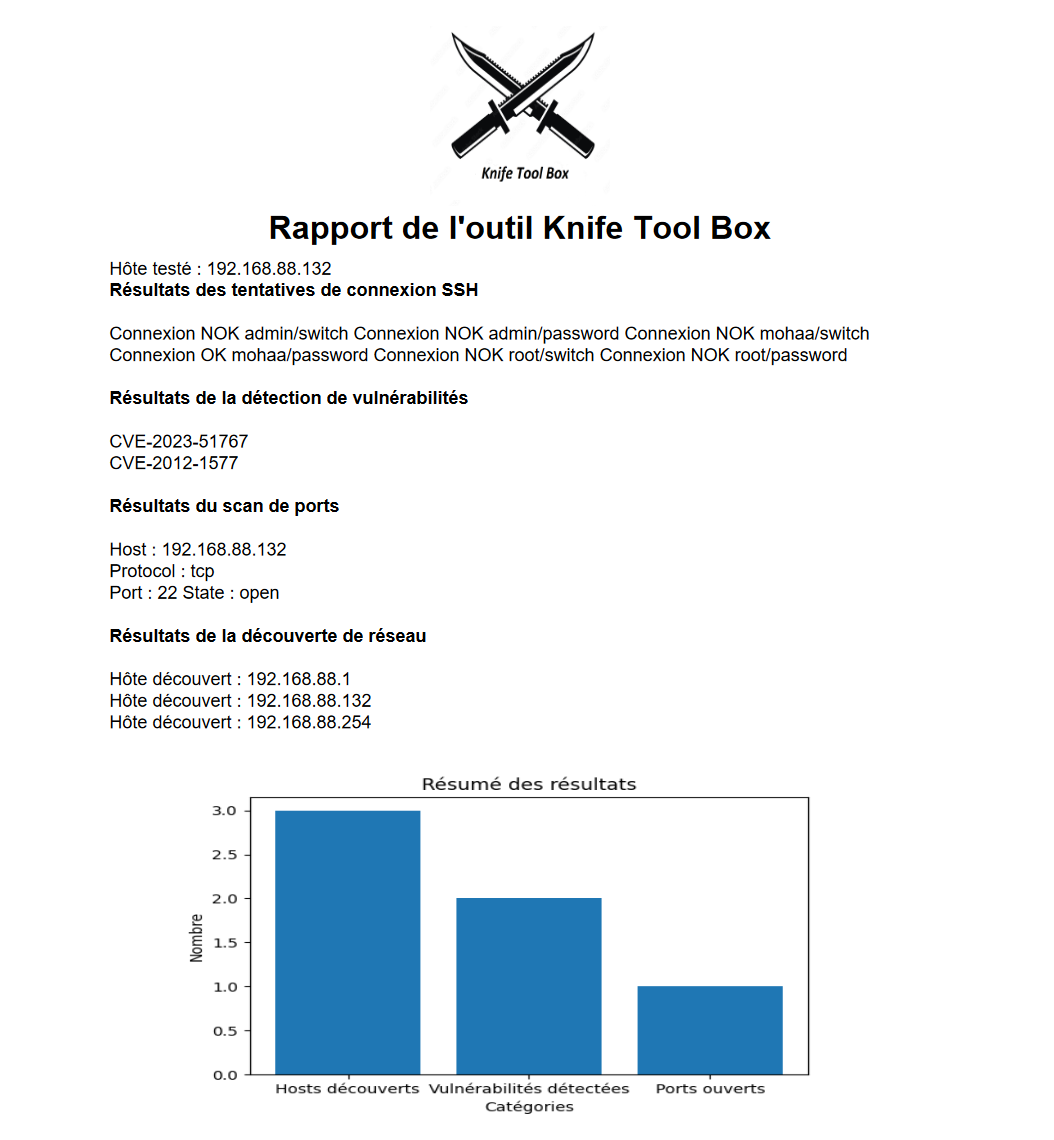 Knife Tool Box
Rapport de l'outil Knife Tool Box
Hôte testé : 192.168.88.132
Résultats des tentatives de connexion SSH
Connexion NOK admin/switch Connexion NOK admin/password Connexion NOK mohaa/switch
Connexion OK mohaa/password Connexion NOK root/switch Connexion NOK root/password
Résultats de la détection de vulnérabilités
CVE-2023-51767
CVE-2012-1577
Résultats du scan de ports
Host : 192.168.88.132
Protocol : tcp
Port : 22 State : open
Résultats de la découverte de réseau
Hôte découvert : 192.168.88.1
Hôte découvert : 192.168.88.132
Hôte découvert : 192.168.88.254
Résumé des résultats
3.0
2.5
2.0
1.5
1.0
0.5
0.0
Nombre
Hosts découverts Vulnérabilités détectées Ports ouverts
Catégories